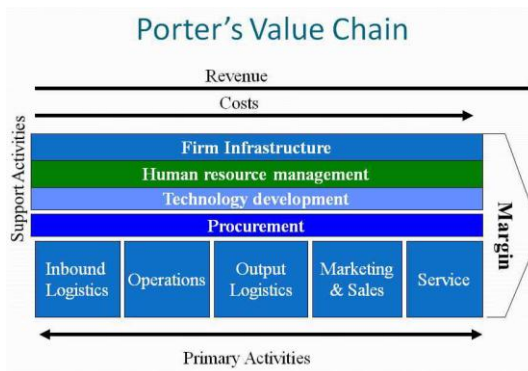 Porter's Value Chain
Revenue
Costs
Support Activities
Firm Infrastructure
Human resource management
Technology development
Procurement
Inbound
Logistics
Operations
Output
Logistics
Marketing
& Sales
Service
Margin
Primary Activities